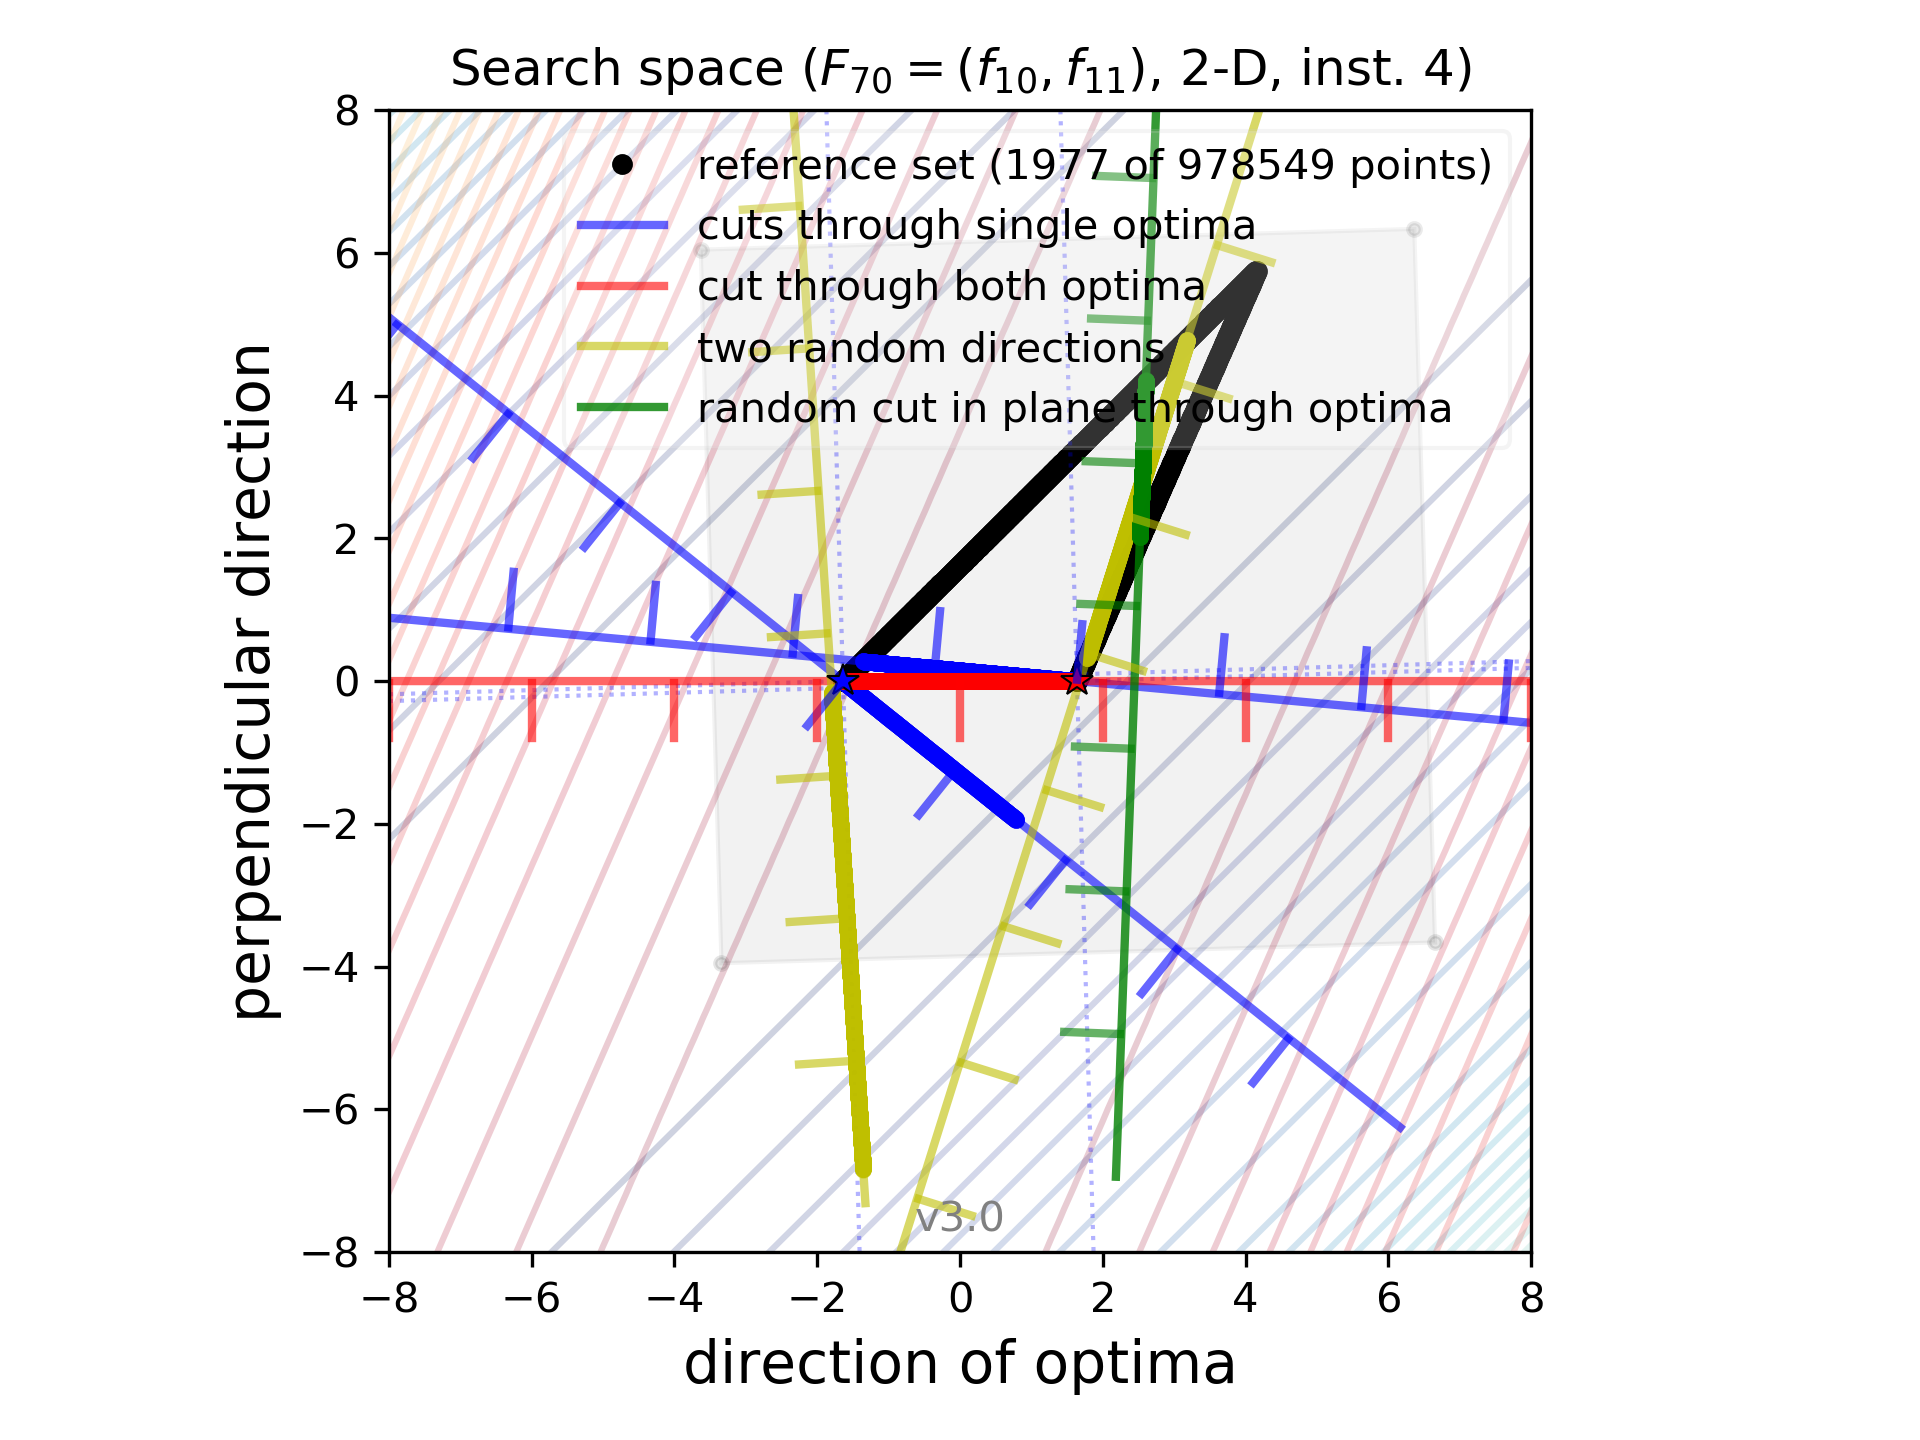 Search space (F70 = (f10, f11), 2-D, inst. 4)
reference set (1977 of 978549 points)
cuts through single optima
cut through both optima
two random directions
random cut in plane through optima
perpendicular direction
8
6
4
2
0
−2
−4
−6
−8
v3.0
−8 −6 −4 −2 0 2 4 6 8
direction of optima